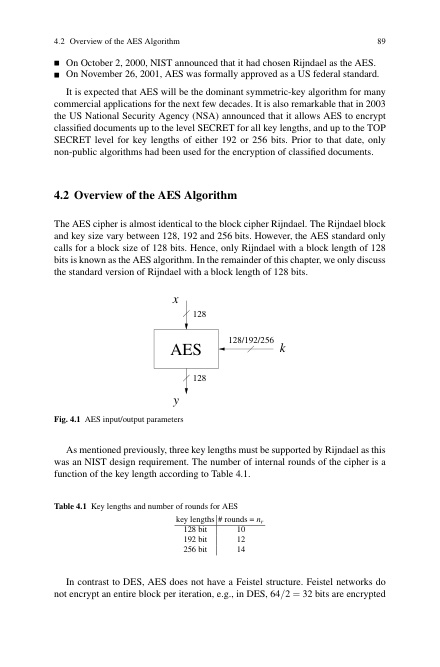 4.2 Overview of the AES Algorithm 89
■ On October 2, 2000, NIST announced that it had chosen Rijndael as the AES.
■ On November 26, 2001, AES was formally approved as a US federal standard.
It is expected that AES will be the dominant symmetric-key algorithm for many
commercial applications for the next few decades. It is also remarkable that in 2003
the US National Security Agency (NSA) announced that it allows AES to encrypt
classified documents up to the level SECRET for all key lengths, and up to the TOP
SECRET level for key lengths of either 192 or 256 bits. Prior to that date, only
non-public algorithms had been used for the encryption of classified documents.
4.2 Overview of the AES Algorithm
The AES cipher is almost identical to the block cipher Rijndael. The Rijndael block
and key size vary between 128, 192 and 256 bits. However, the AES standard only
calls for a block size of 128 bits. Hence, only Rijndael with a block length of 128
bits is known as the AES algorithm. In the remainder of this chapter, we only discuss
the standard version of Rijndael with a block length of 128 bits.
x
128
AES
128/192/256 k
128
y
Fig. 4.1 AES input/output parameters
As mentioned previously, three key lengths must be supported by Rijndael as this
was an NIST design requirement. The number of internal rounds of the cipher is a
function of the key length according to Table 4.1.
Table 4.1 Key lengths and number of rounds for AES
key lengths # rounds = nr
128 bit 10
192 bit 12
256 bit 14
In contrast to DES, AES does not have a Feistel structure. Feistel networks do
not encrypt an entire block per iteration, e.g., in DES, 64/2 = 32 bits are encrypted